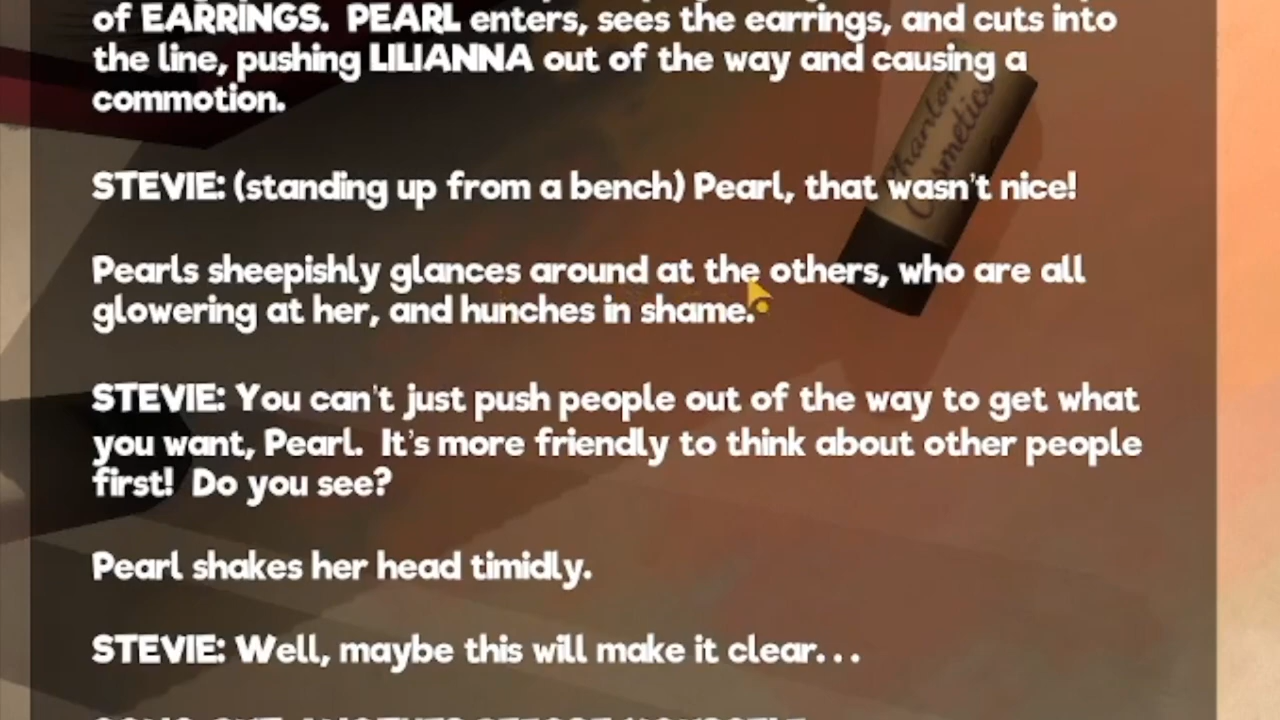 of EARRINGS. PEARL enters, sees the earrings, and cuts into
the line, pushing LILIANNA out of the way and causing a
commotion.
Phantom
Cosmetics
STEVIE: (standing up from a bench) Pearl, that wasn't nice!
Pearls sheepishly glances around at the others, who are all
glowering at her, and hunches in shame.
STEVIE: You can't just push people out of the way to get what
you want, Pearl. It's more friendly to think about other people
first! Do you see?
Pearl shakes her head timidly.
STEVIE: Well, maybe this will make it clear...